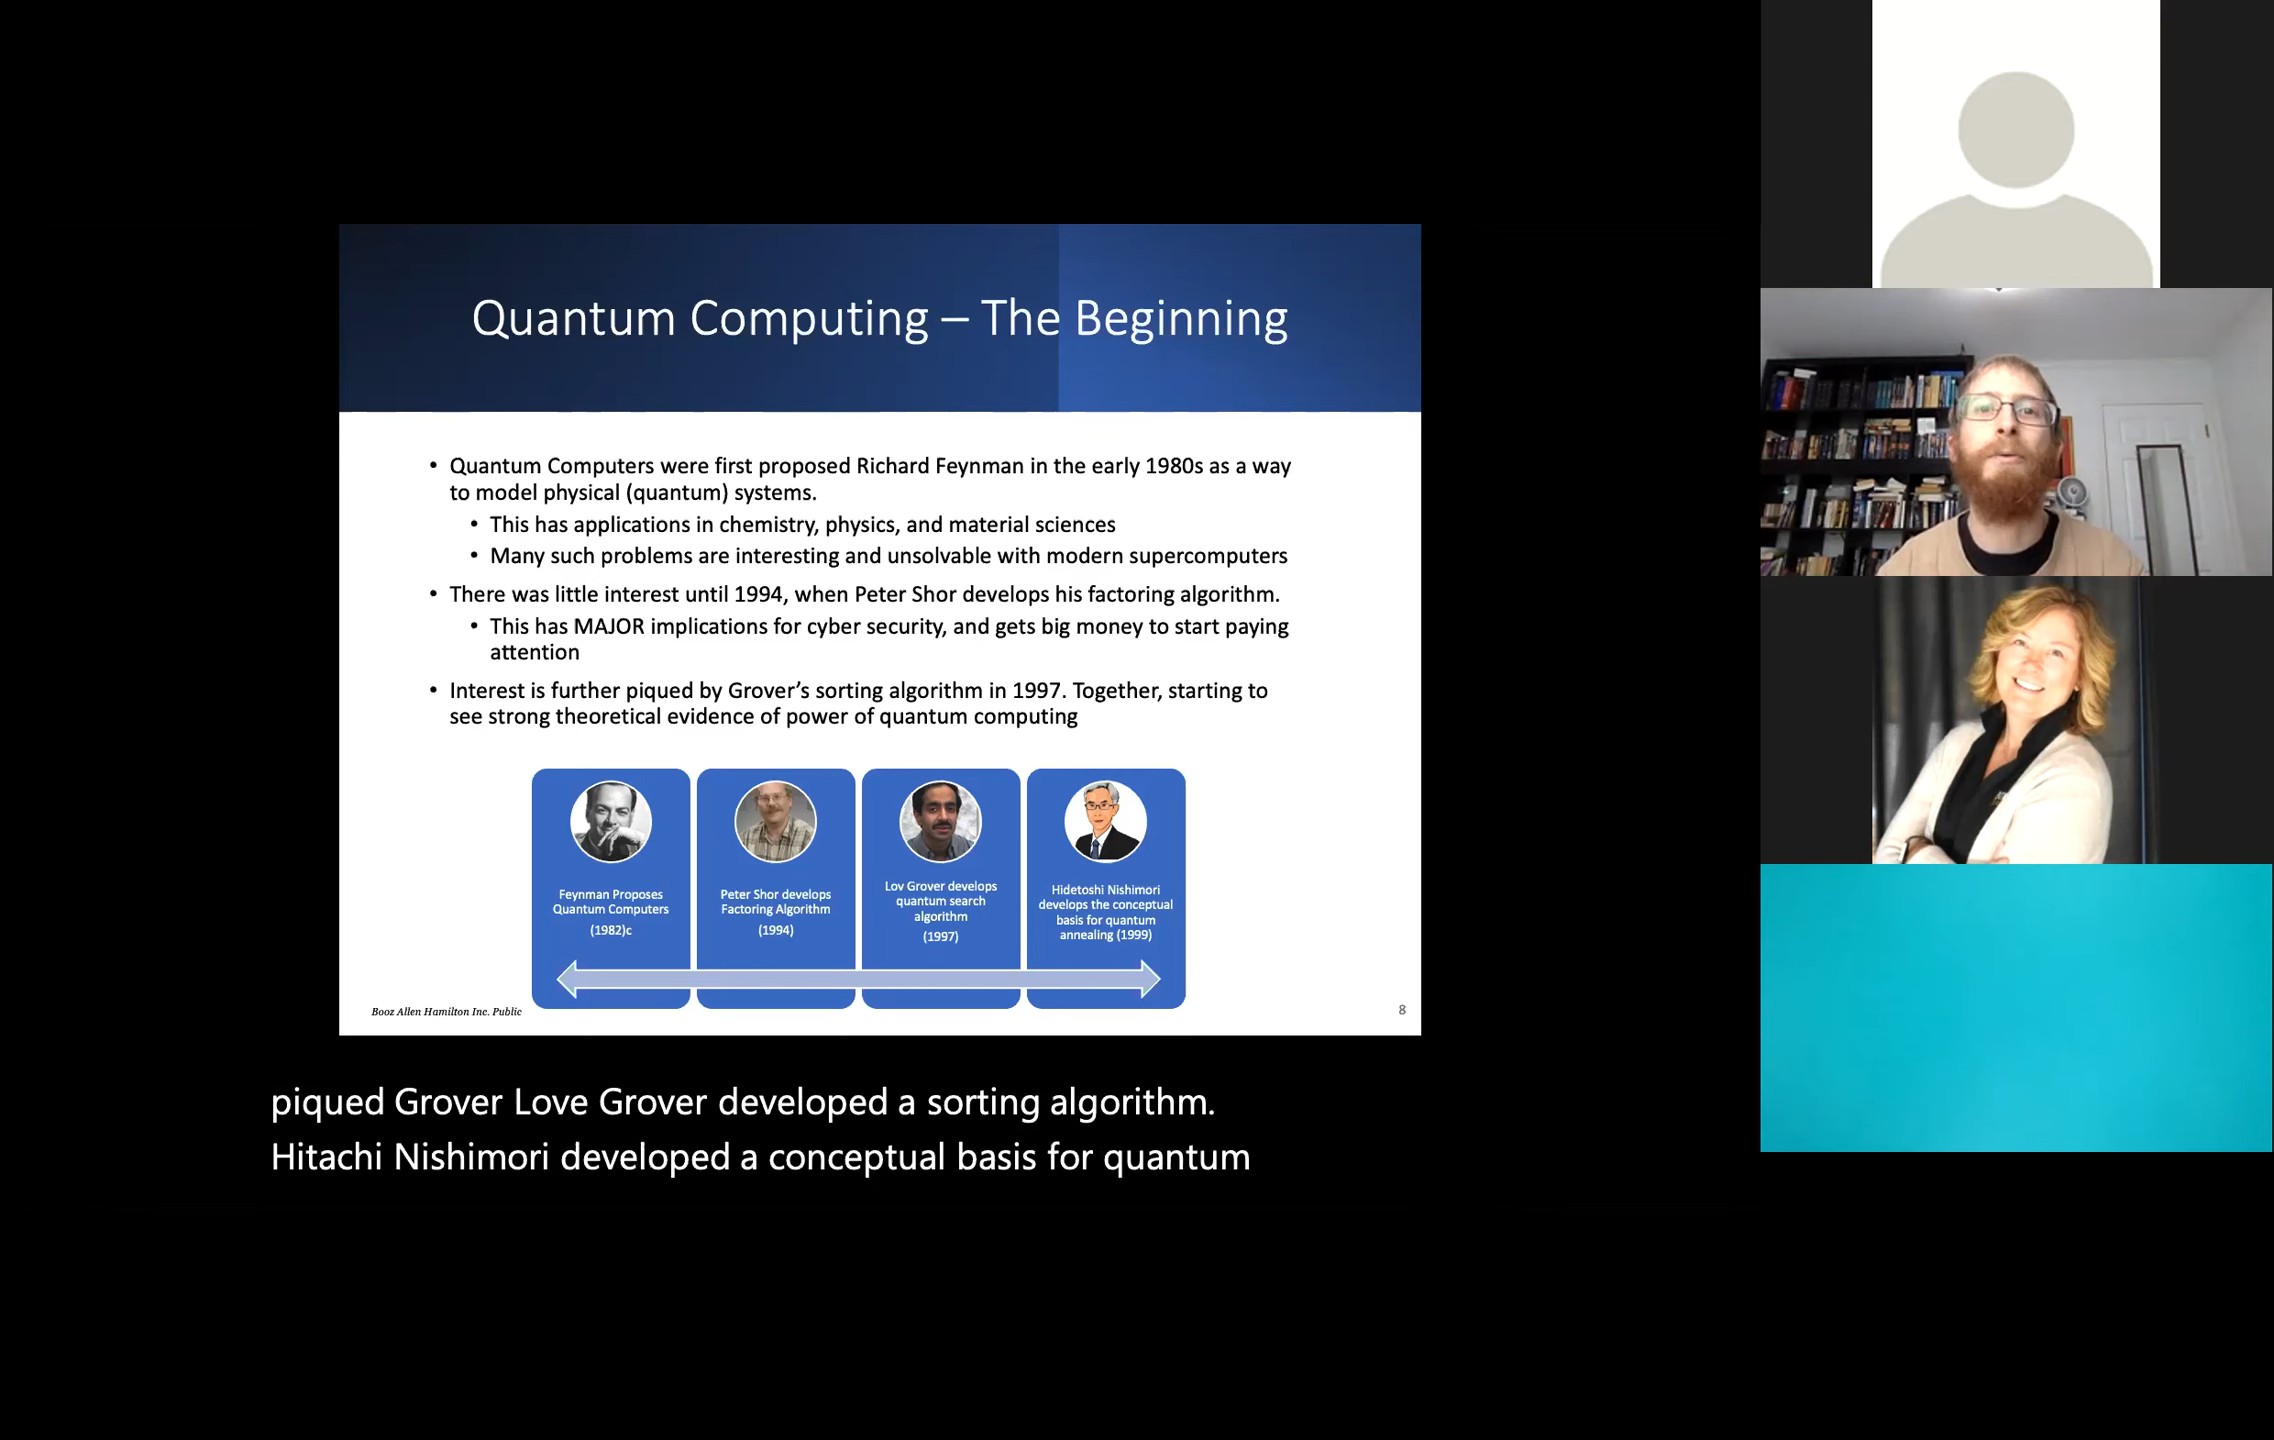 Quantum Computing – The Beginning
• Quantum Computers were first proposed Richard Feynman in the early 1980s as a way
to model physical (quantum) systems.
• This has applications in chemistry, physics, and material sciences
• Many such problems are interesting and unsolvable with modern supercomputers
• There was little interest until 1994, when Peter Shor develops his factoring algorithm.
• This has MAJOR implications for cyber security, and gets big money to start paying
attention
• Interest is further piqued by Grover’s sorting algorithm in 1997. Together, starting to
see strong theoretical evidence of power of quantum computing
Feynman Proposes
Quantum Computers
(1982)c
Peter Shor develops
Factoring Algorithm
(1994)
Lov Grover develops
quantum search
algorithm
(1997)
Hidetoshi Nishimori
develops the conceptual
basis for quantum
annealing (1999)
Booz Allen Hamilton Inc. Public
8
piqued Grover Love Grover developed a sorting algorithm.
Hitachi Nishimori developed a conceptual basis for quantum